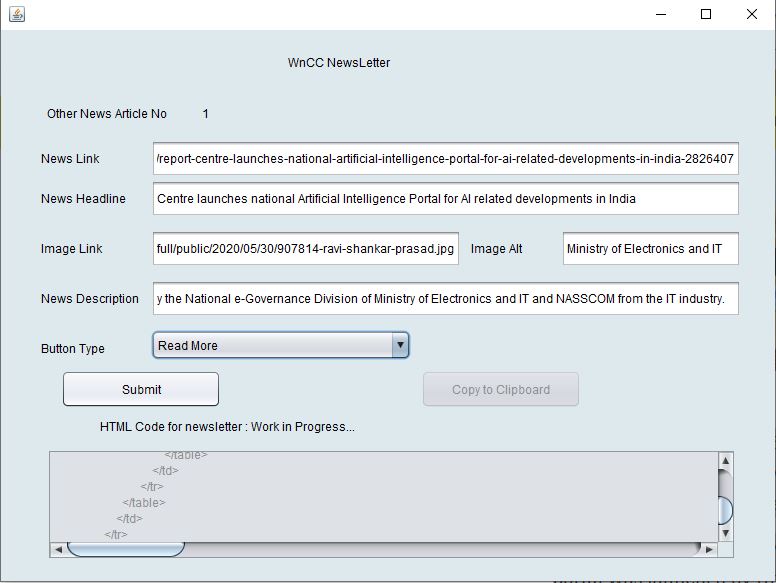 WnCC NewsLetter
Other News Article No 1
News Link /report-centre-launches-national-artificial-intelligence-portal-for-ai-related-developments-in-india-2826407
News Headline Centre launches national Artificial Intelligence Portal for AI related developments in India
Image Link full/public/2020/05/30/907814-ravi-shankar-prasad.jpg Image Alt Ministry of Electronics and IT
News Description y the National e-Governance Division of Ministry of Electronics and IT and NASSCOM from the IT industry.
Button Type Read More
Submit Copy to Clipboard
HTML Code for newsletter : Work in Progress...
</table>
</td>
</tr>
</table>
</td>
</tr>